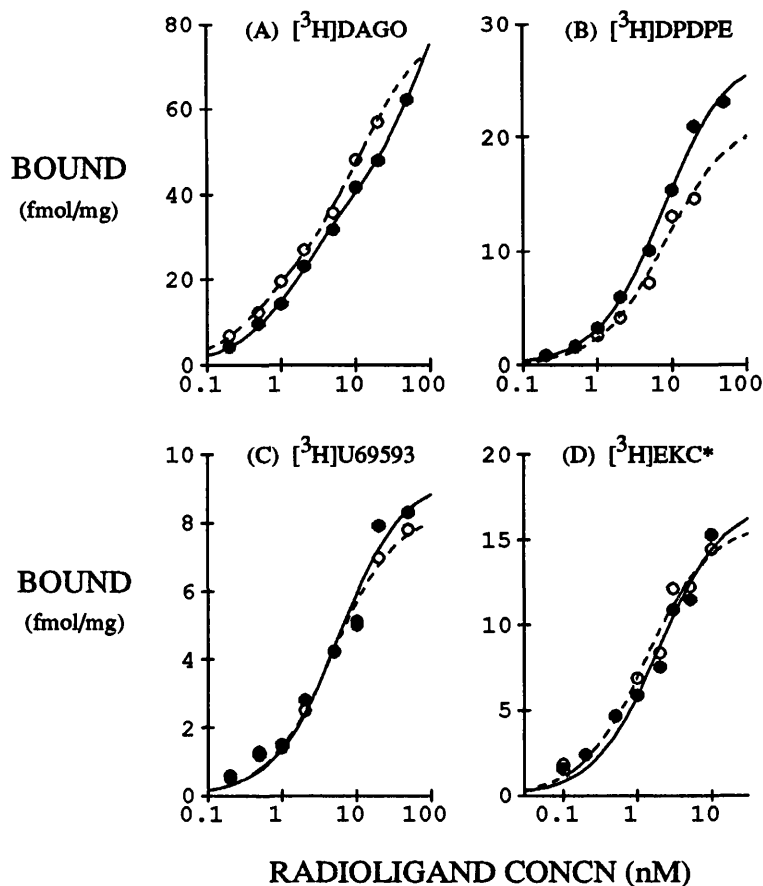 (A) [³H]DAGO
(B) [³H]DPDPE
80
60
40
20
0
0.1 1 10 100
30
20
10
0
0.1 1 10 100
BOUND
(fmol/mg)
(C) [³H]U69593
(D) [³H]EKC*
10
8
6
4
2
0
0.1 1 10 100
20
15
10
5
0
0.1 1 10
BOUND
(fmol/mg)
RADIOLIGAND CONCN (nM)